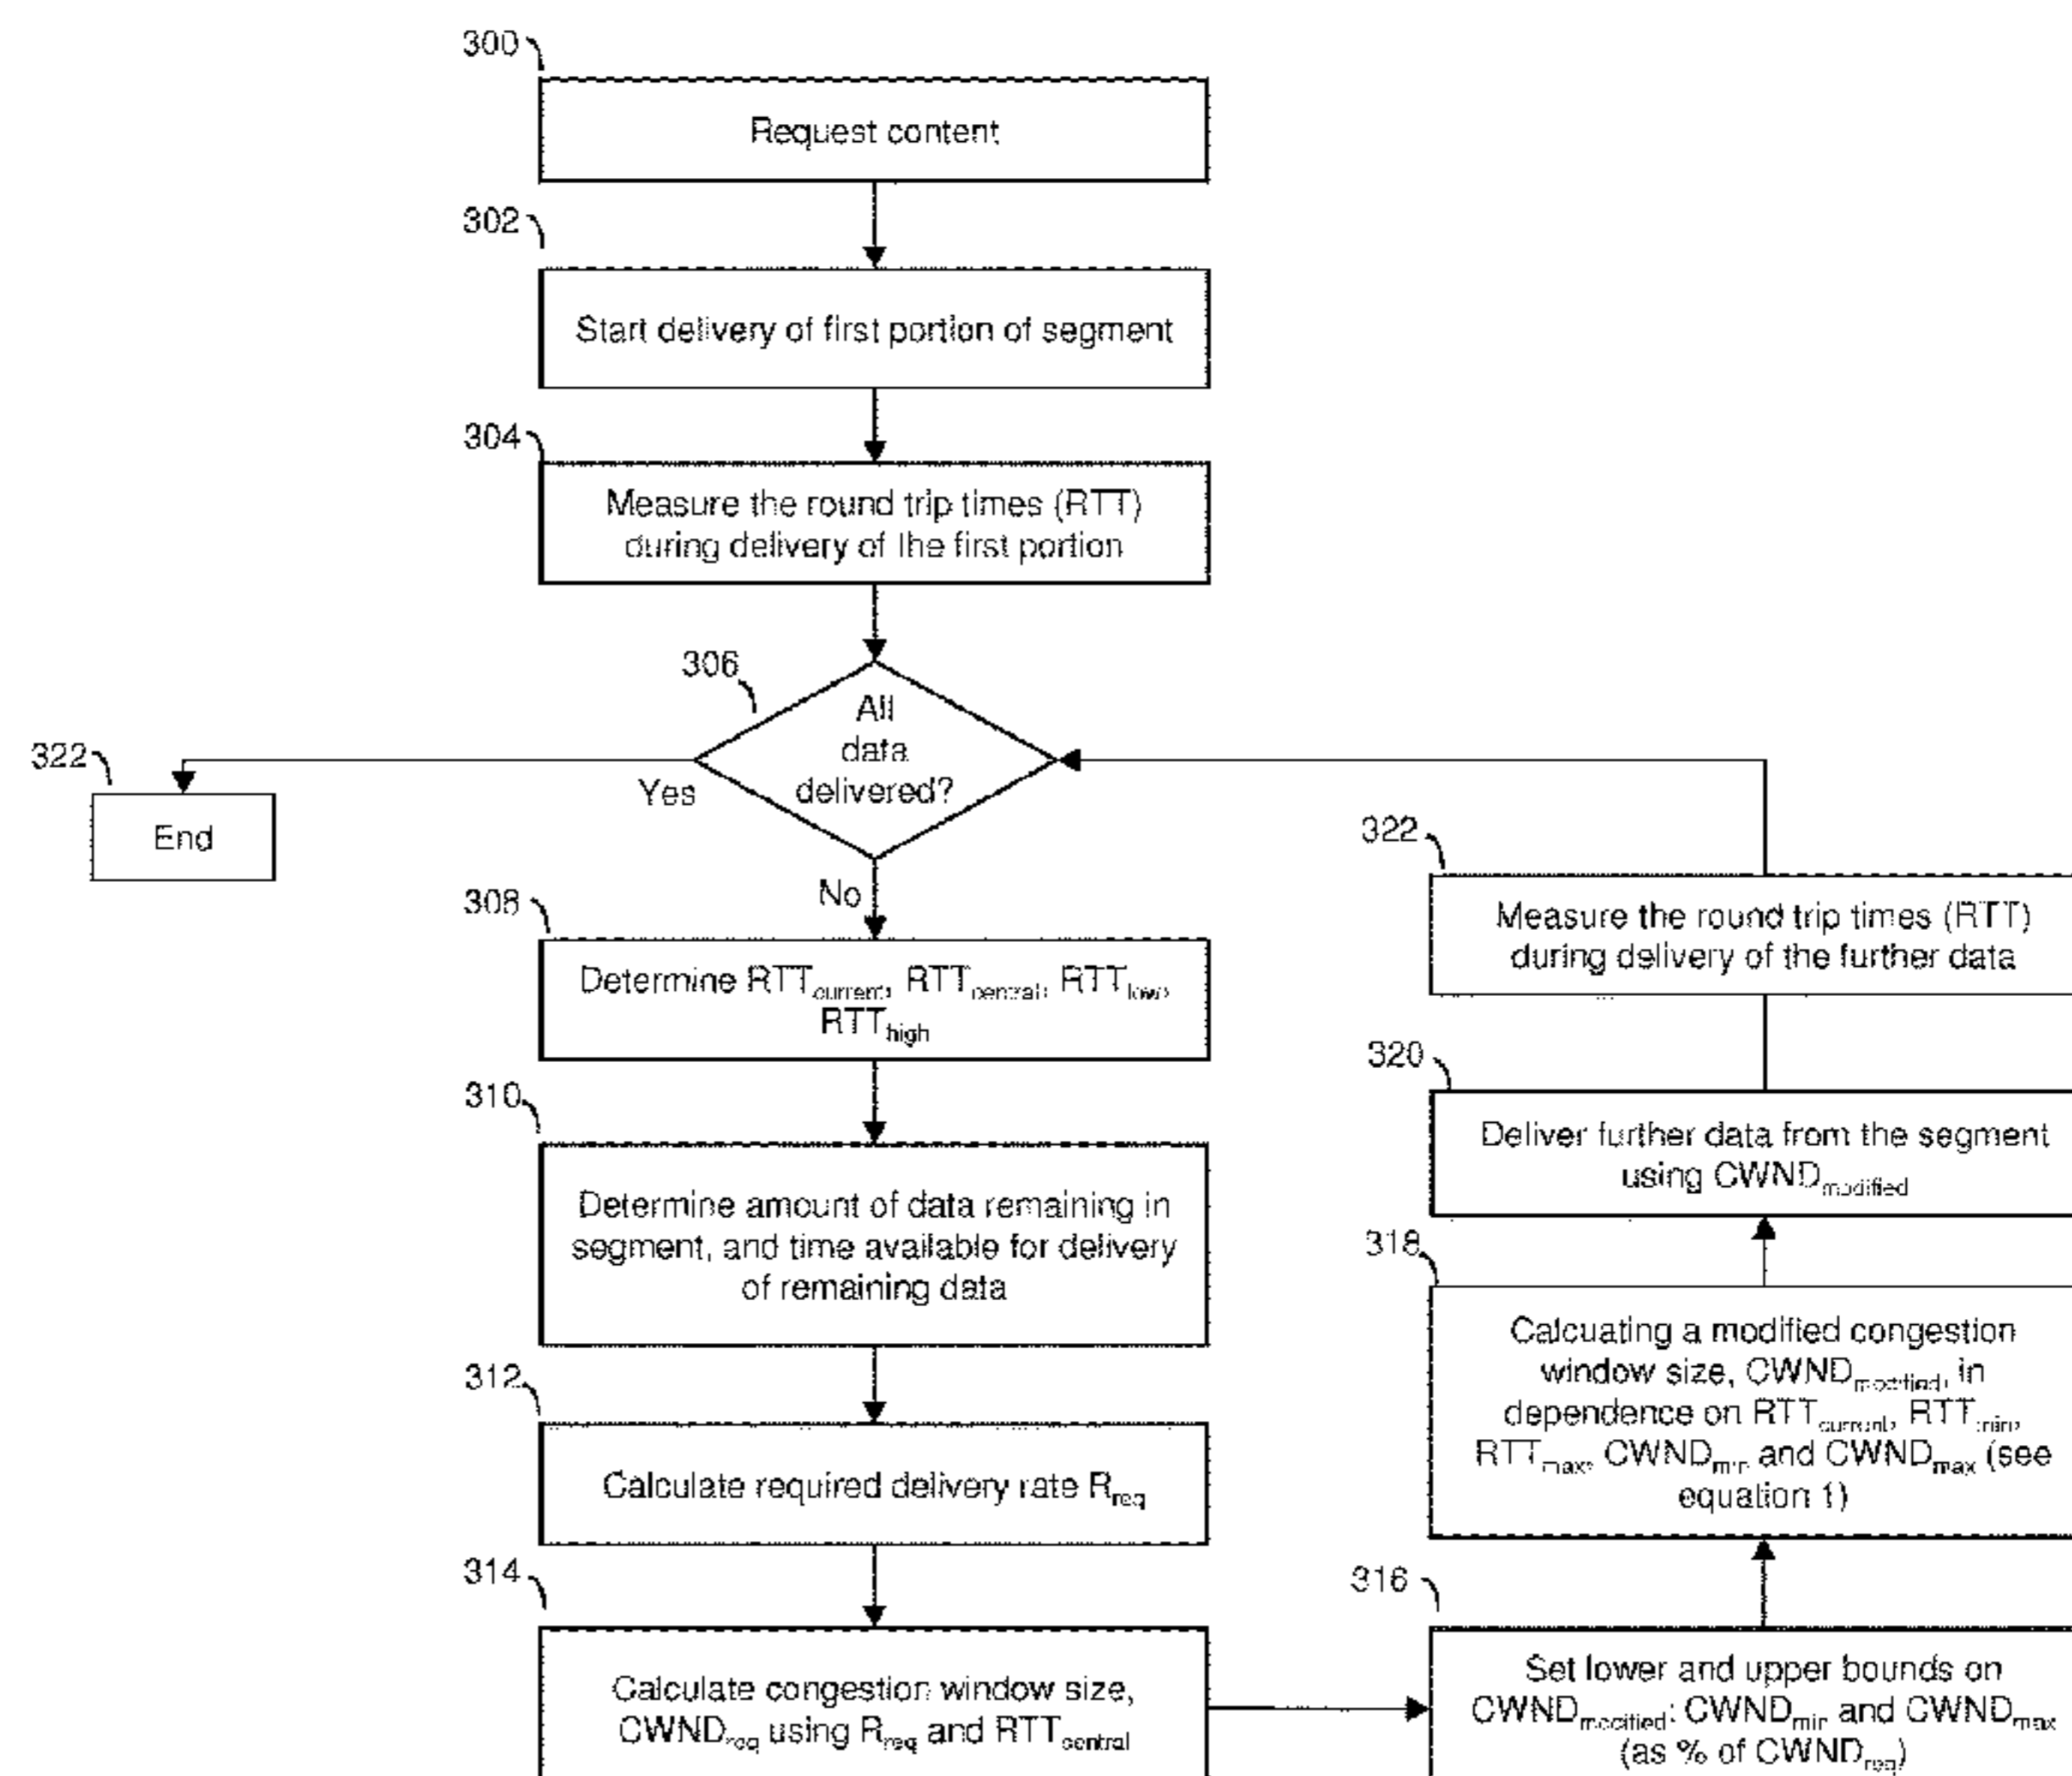 300
Request content
302
Start delivery of first portion of segment
304
Measure the round trip times (RTT)
during delivery of the first portion
306
All
data
delivered?
Yes
322
End
No
308
Determine RTTcurrent, RTTcentral, RTTlow,
RTThigh
310
Determine amount of data remaining in
segment, and time available for delivery
of remaining data
312
Calculate required delivery rate Rreq
314
Calculate congestion window size,
CWNDreq using Rreq and RTTcentral
316
Set lower and upper bounds on
CWNDmodified: CWNDmin and CWNDmax
(as % of CWNDreq)
318
Calcuating a modified congestion
window size, CWNDmodified, in
dependence on RTTcurrent, RTTmin,
RTTmax, CWNDmin and CWNDmax (see
equation 1)
320
Deliver further data from the segment
using CWNDmodified
322
Measure the round trip times (RTT)
during delivery of the further data